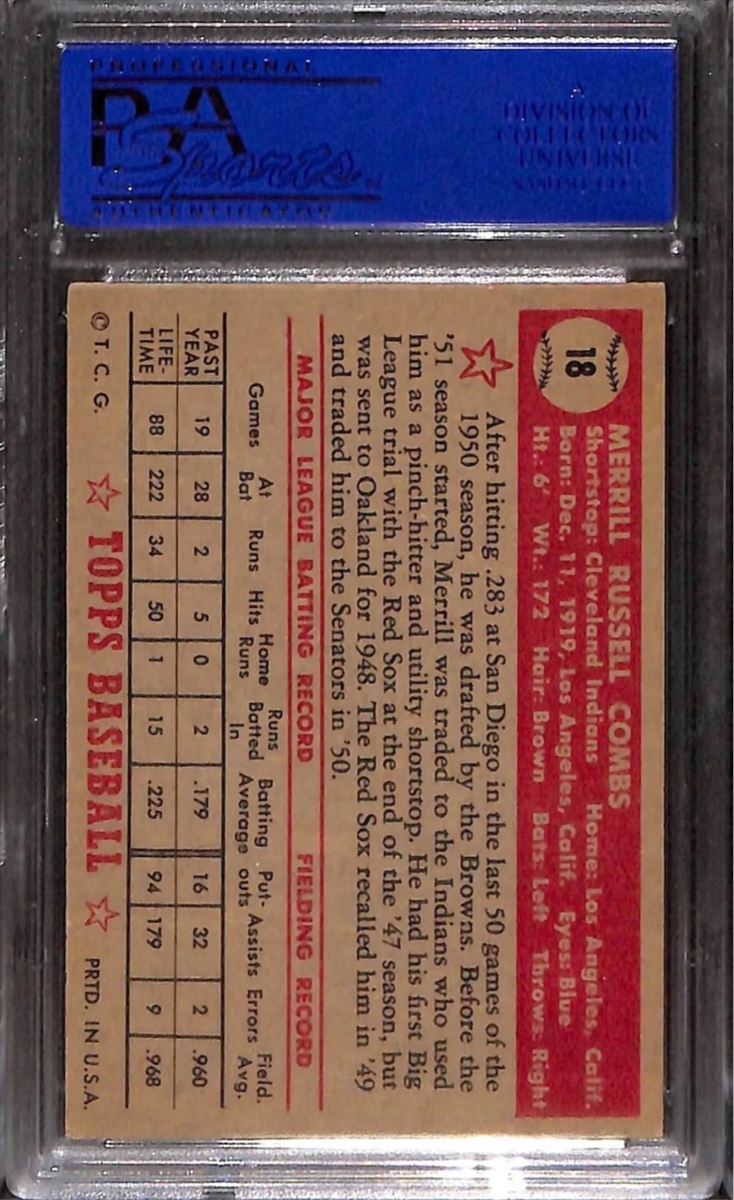 PROFESSIONAL
PSA
Sports
AUTHENTICATOR
DIVISION OF
COLLECTORS
UNIVERSE
18
MERRILL RUSSELL COMBS
Shortstop: Cleveland Indians Home: Los Angeles, Calif.
Born: Dec. 11, 1919, Los Angeles, Calif. Eyes: Blue
Ht.: 6' Wt.: 172 Hair: Brown Bats: Left Throws: Right
After hitting .283 at San Diego in the last 50 games of the
1950 season, he was drafted by the Browns. Before the
'51 season started, Merrill was traded to the Indians who used
him as a pinch-hitter and utility shortstop. He had his first Big
League trial with the Red Sox at the end of the '47 season, but
was sent to Oakland for 1948. The Red Sox recalled him in '49
and traded him to the Senators in '50.
MAJOR LEAGUE BATTING RECORD FIELDING RECORD
Games At Bat Runs Hits Home Runs Runs Batted In Batting Average Put-outs Assists Errors Field. Avg.
PAST YEAR 19 28 2 5 0 2 .179 16 32 2 .960
LIFE-TIME 88 222 34 50 1 15 .225 94 179 9 .968
© T. C. G. TOPPS BASEBALL PRTD. IN U.S.A.